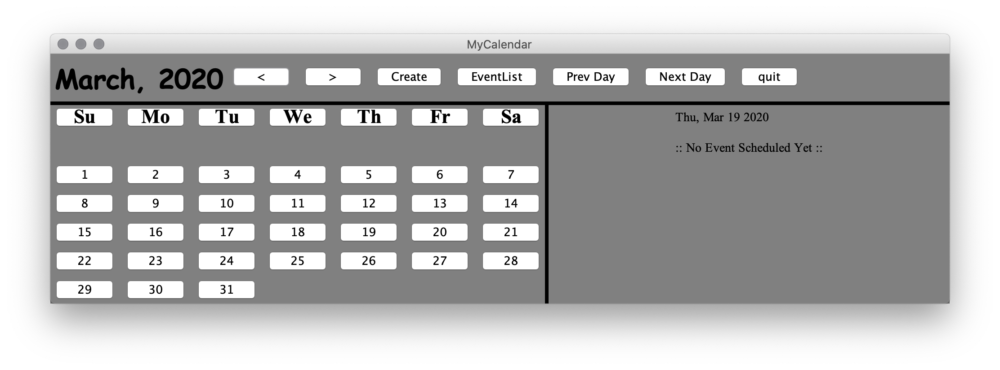 MyCalendar
March, 2020 < > Create EventList Prev Day Next Day quit
Su Mo Tu We Th Fr Sa
1 2 3 4 5 6 7
8 9 10 11 12 13 14
15 16 17 18 19 20 21
22 23 24 25 26 27 28
29 30 31
Thu, Mar 19 2020
:: No Event Scheduled Yet ::